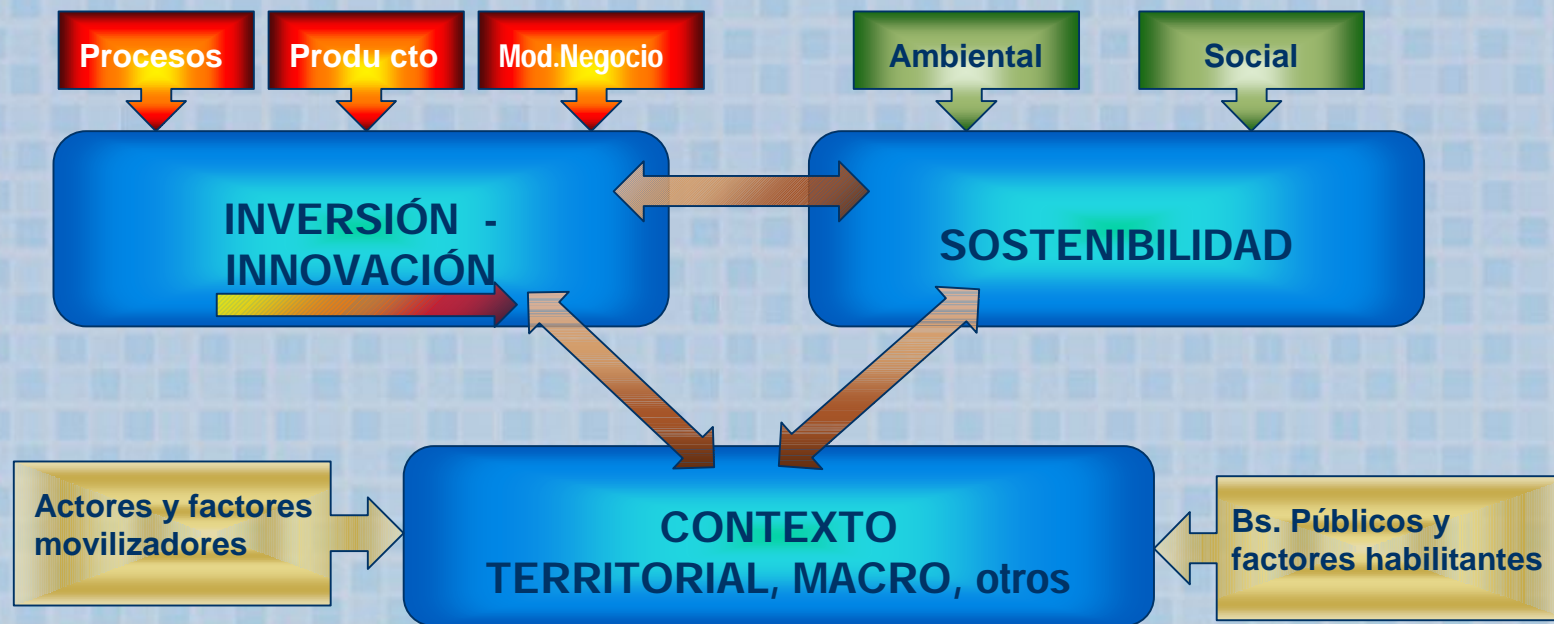 Procesos
Produ cto
Mod.Negocio
Ambiental
Social
INVERSIÓN -
INNOVACIÓN
SOSTENIBILIDAD
Actores y factores
movilizadores
CONTEXTO
TERRITORIAL, MACRO, otros
Bs. Públicos y
factores habilitantes